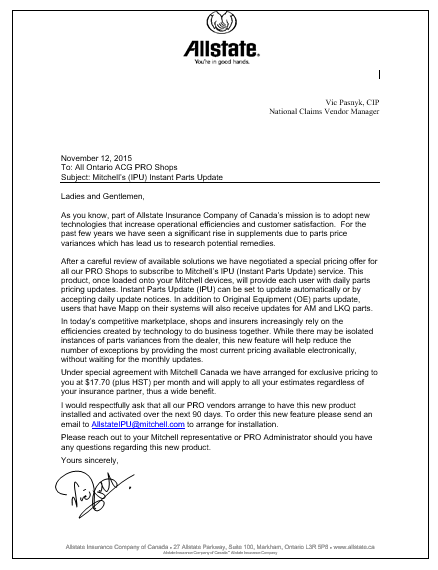 Allstate.
You're in good hands.
Vic Pasnyk, CIP
National Claims Vendor Manager
November 12, 2015
To: All Ontario ACG PRO Shops
Subject: Mitchell's (IPU) Instant Parts Update
Ladies and Gentlemen,
As you know, part of Allstate Insurance Company of Canada's mission is to adopt new
technologies that increase operational efficiencies and customer satisfaction. For the
past few years we have seen a significant rise in supplements due to parts price
variances which has lead us to research potential remedies.
After a careful review of available solutions we have negotiated a special pricing offer for
all our PRO Shops to subscribe to Mitchell's IPU (Instant Parts Update) service. This
product, once loaded onto your Mitchell devices, will provide each user with daily parts
pricing updates. Instant Parts Update (IPU) can be set to update automatically or by
accepting daily update notices. In addition to Original Equipment (OE) parts update,
users that have Mapp on their systems will also receive updates for AM and LKQ parts.
In today's competitive marketplace, shops and insurers increasingly rely on the
efficiencies created by technology to do business together. While there may be isolated
instances of parts variances from the dealer, this new feature will help reduce the
number of exceptions by providing the most current pricing available electronically,
without waiting for the monthly updates.
Under special agreement with Mitchell Canada we have arranged for exclusive pricing to
you at $17.70 (plus HST) per month and will apply to all your estimates regardless of
your insurance partner, thus a wide benefit.
I would respectfully ask that all our PRO vendors arrange to have this new product
installed and activated over the next 90 days. To order this new feature please send an
email to AllstateIPU@mitchell.com to arrange for installation.
Please reach out to your Mitchell representative or PRO Administrator should you have
any questions regarding this new product.
Yours sincerely,
Allstate Insurance Company of Canada • 27 Allstate Parkway, Suite 100, Markham, Ontario L3R 5P8 • www.allstate.ca